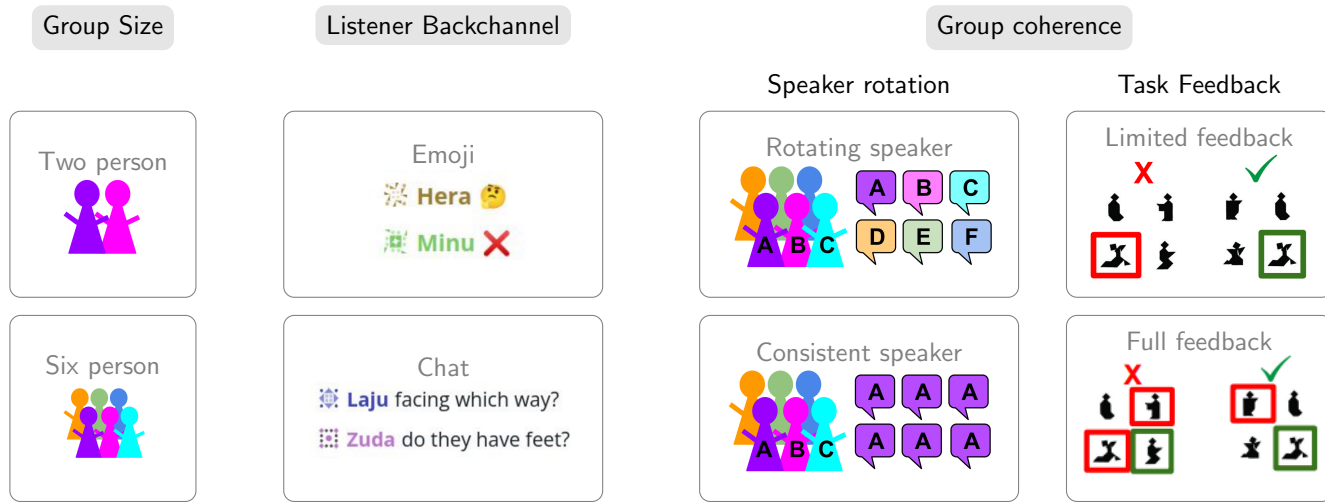 Group Size
Listener Backchannel
Group coherence
Speaker rotation
Task Feedback
Two person
Emoji
Hera
Minu
Rotating speaker
A B C
D E F
A B C
Limited feedback
X
Six person
Chat
Laju facing which way?
Zuda do they have feet?
Consistent speaker
A A A
A A A
A B C
Full feedback
X